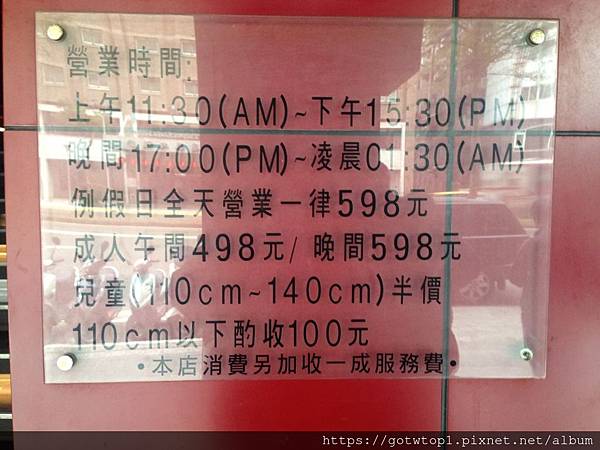 營業時間:
上午11:30(AM)~下午15:30(PM)
晚間17:00(PM)~凌晨01:30(AM)
例假日全天營業一律598元
成人午間498元/ 晚間598元
兒童(110cm~140cm)半價
110cm以下酌收100元
•本店消費另加收一成服務費•
https://gotwtop1.pixnet.net/album